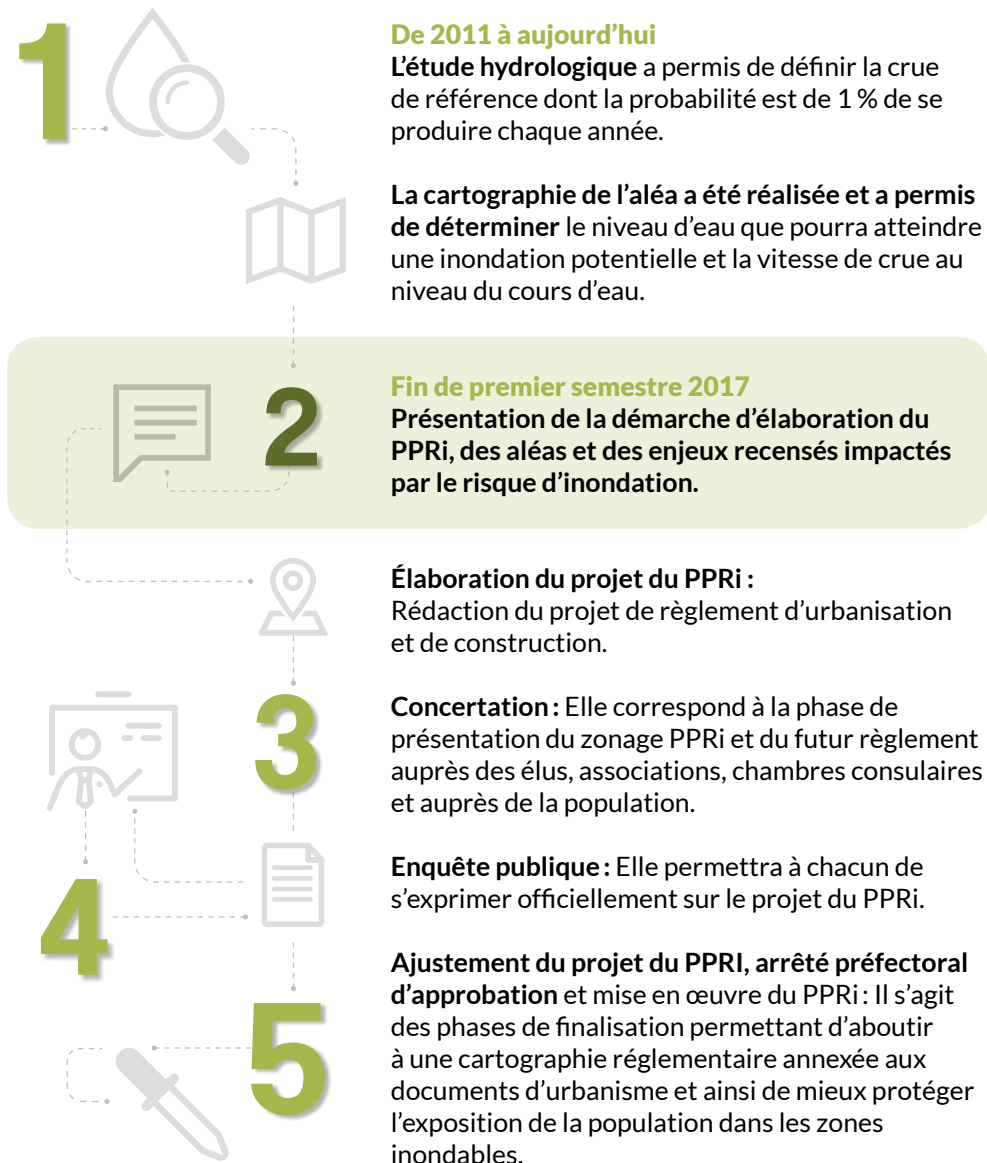 1
De 2011 à aujourd’hui
L’étude hydrologique a permis de définir la crue
de référence dont la probabilité est de 1 % de se
produire chaque année.
La cartographie de l’aléa a été réalisée et a permis
de déterminer le niveau d’eau que pourra atteindre
une inondation potentielle et la vitesse de crue au
niveau du cours d’eau.
2
Fin de premier semestre 2017
Présentation de la démarche d’élaboration du
PPRi, des aléas et des enjeux recensés impactés
par le risque d’inondation.
Élaboration du projet du PPRi :
Rédaction du projet de règlement d’urbanisation
et de construction.
3
Concertation : Elle correspond à la phase de
présentation du zonage PPRi et du futur règlement
auprès des élus, associations, chambres consulaires
et auprès de la population.
4
Enquête publique : Elle permettra à chacun de
s’exprimer officiellement sur le projet du PPRi.
5
Ajustement du projet du PPRI, arrêté préfectoral
d’approbation et mise en œuvre du PPRi : Il s’agit
des phases de finalisation permettant d’aboutir
à une cartographie réglementaire annexée aux
documents d’urbanisme et ainsi de mieux protéger
l’exposition de la population dans les zones
inondables.